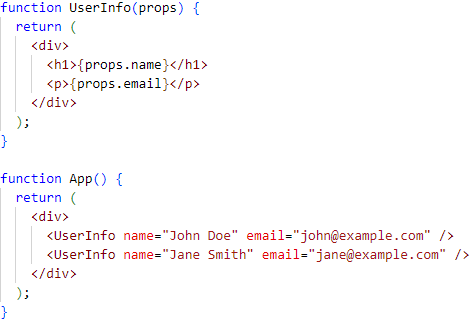 function UserInfo(props) {
  return (
    <div>
      <h1>{props.name}</h1>
      <p>{props.email}</p>
    </div>
  );
}

function App() {
  return (
    <div>
      <UserInfo name="John Doe" email="john@example.com" />
      <UserInfo name="Jane Smith" email="jane@example.com" />
    </div>
  );
}